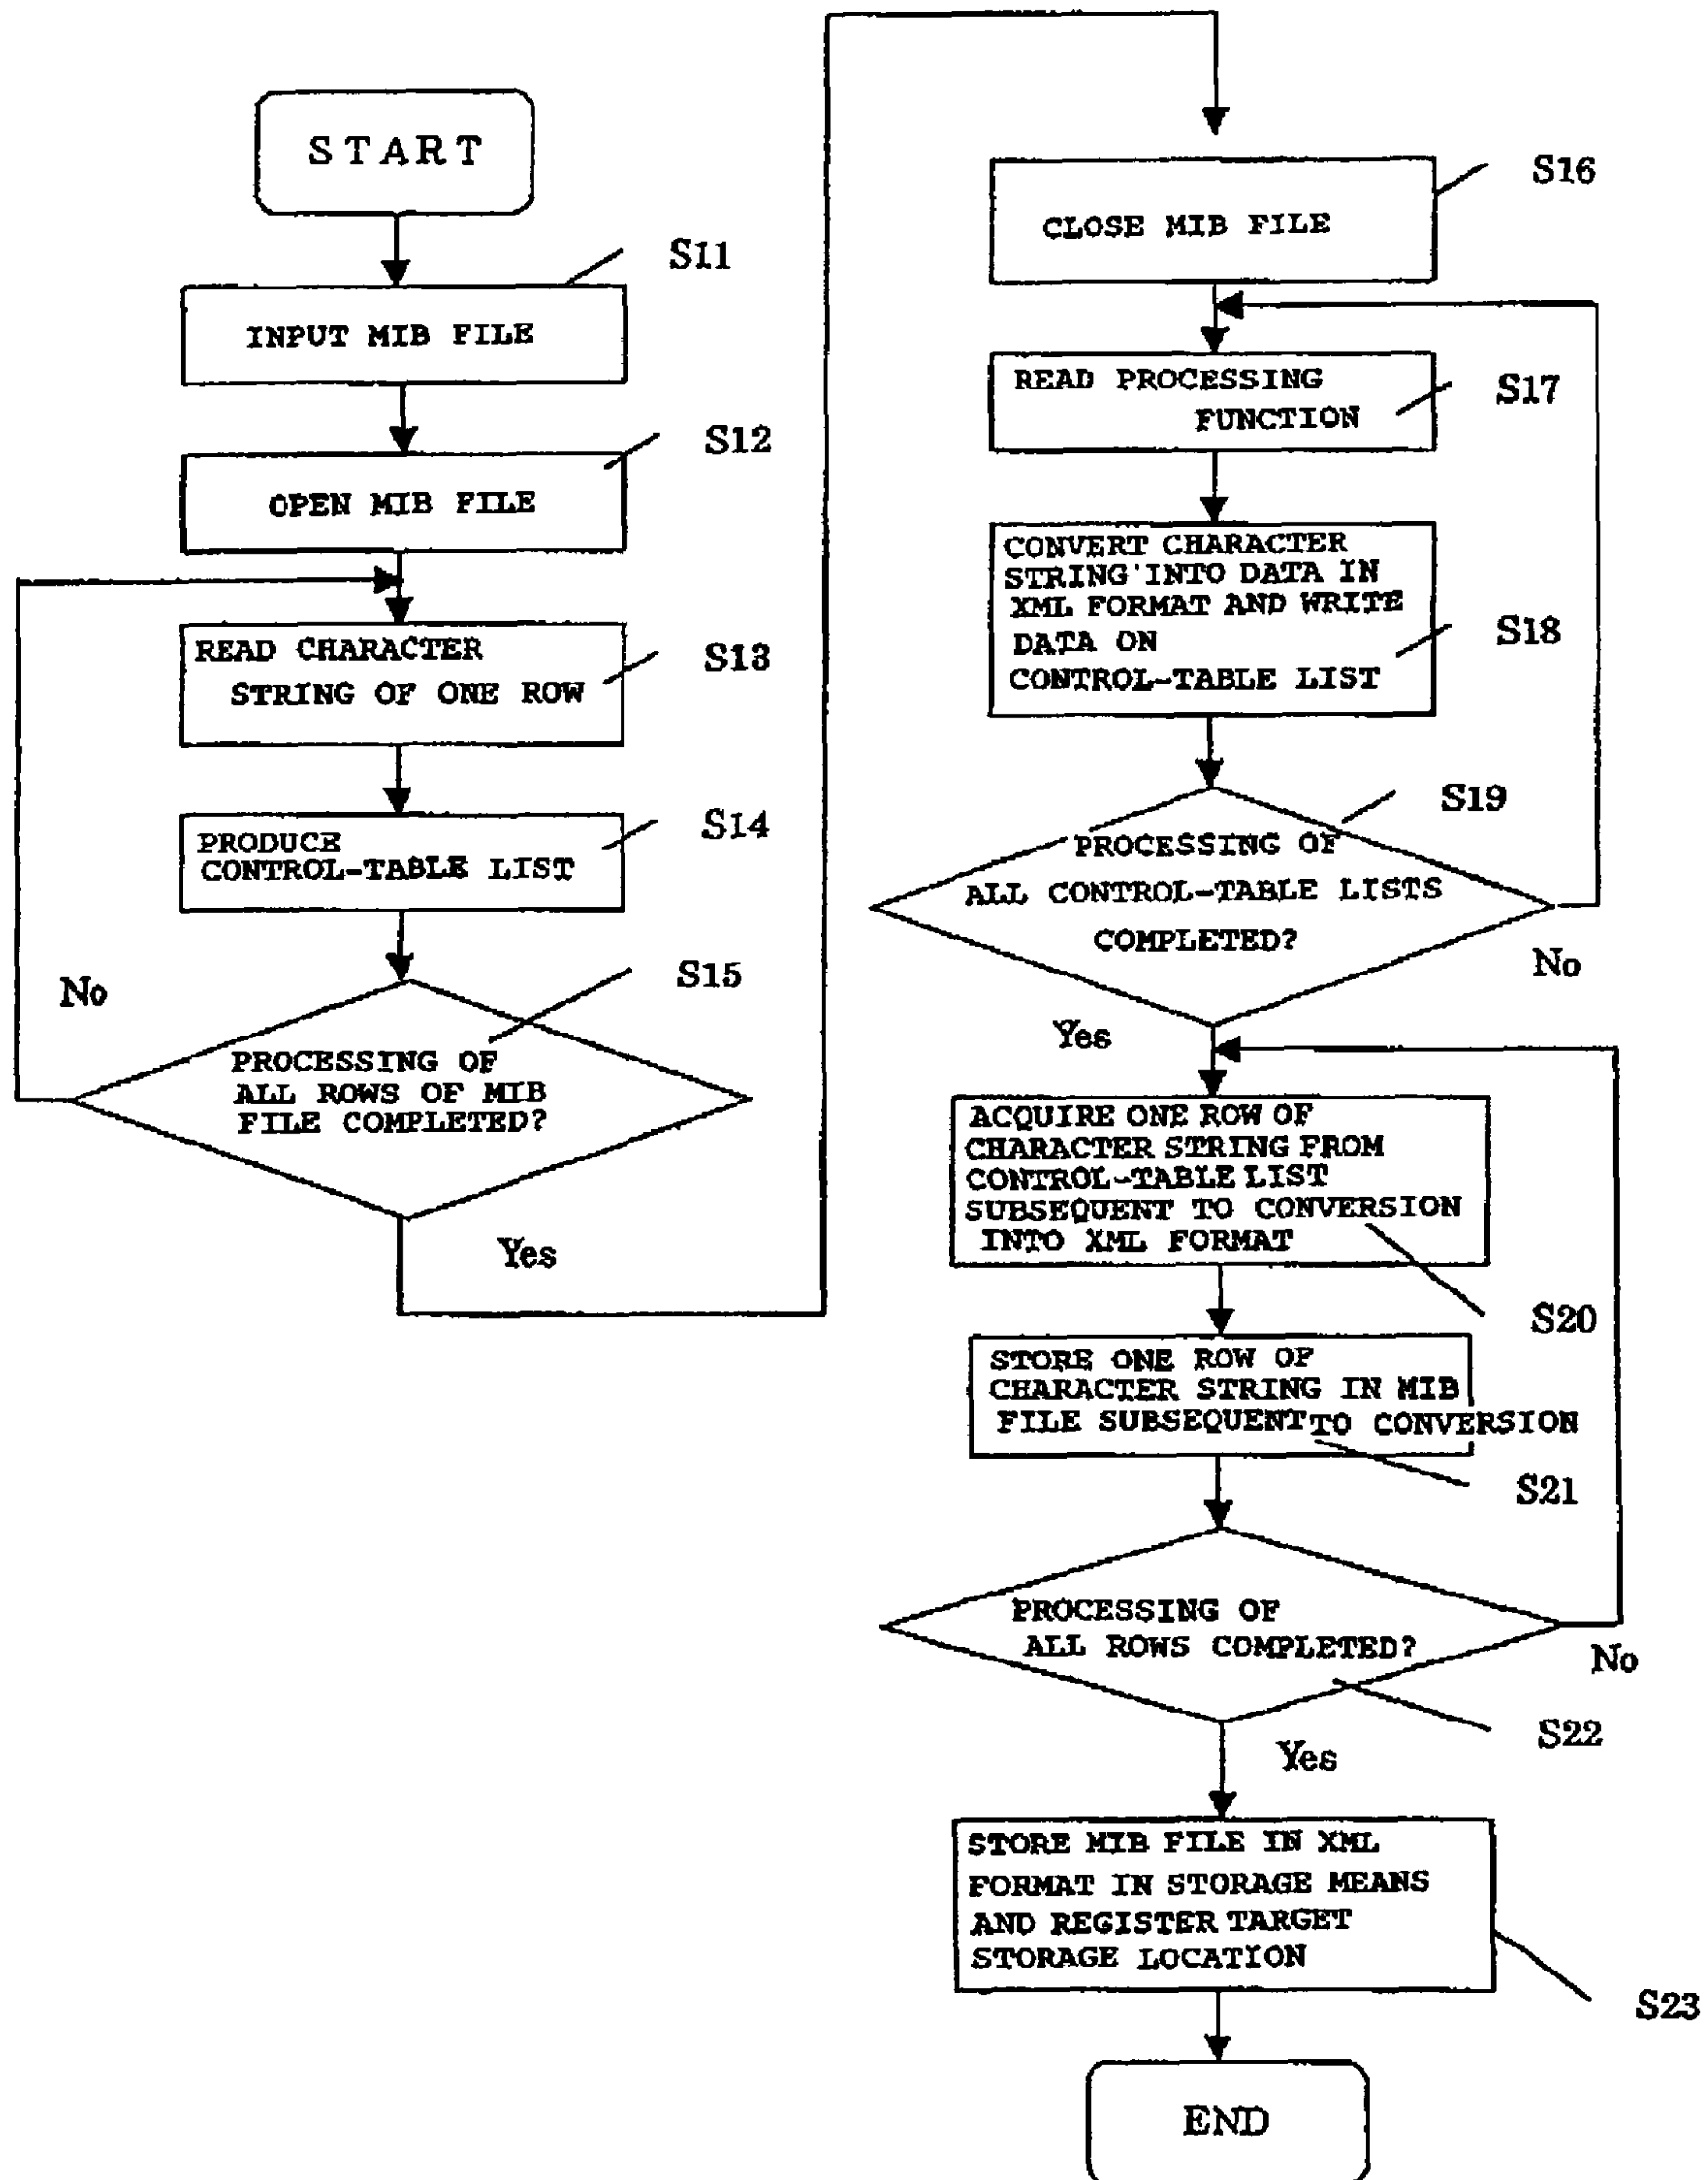 START
S11
INPUT MIB FILE
S12
OPEN MIB FILE
READ CHARACTER
STRING OF ONE ROW
S13
PRODUCE
CONTROL-TABLE LIST
S14
No
S15
PROCESSING OF
ALL ROWS OF MIB
FILE COMPLETED?
Yes
S16
CLOSE MIB FILE
READ PROCESSING
FUNCTION
S17
CONVERT CHARACTER
STRING INTO DATA IN
XML FORMAT AND WRITE
DATA ON
CONTROL-TABLE LIST
S18
S19
PROCESSING OF
ALL CONTROL-TABLE LISTS
COMPLETED?
No
Yes
ACQUIRE ONE ROW OF
CHARACTER STRING FROM
CONTROL-TABLE LIST
SUBSEQUENT TO CONVERSION
INTO XML FORMAT
S20
STORE ONE ROW OF
CHARACTER STRING IN MIB
FILE SUBSEQUENT TO CONVERSION
S21
PROCESSING OF
ALL ROWS COMPLETED?
No
S22
Yes
STORE MIB FILE IN XML
FORMAT IN STORAGE MEANS
AND REGISTER TARGET
STORAGE LOCATION
S23
END